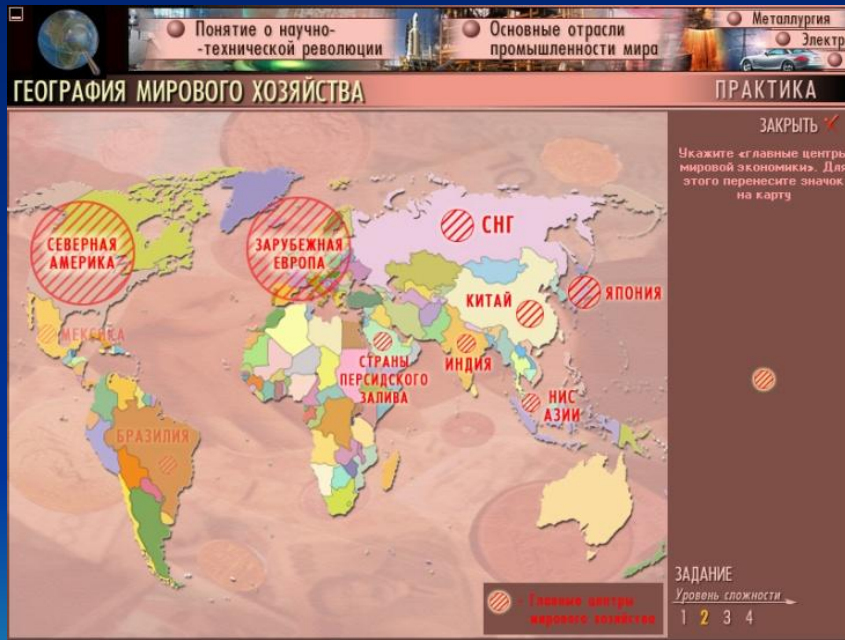 Понятие о научно-
-технической революции
Основные отрасли
промышленности мира
Металлургия
Электр
ГЕОГРАФИЯ МИРОВОГО ХОЗЯЙСТВА
ПРАКТИКА
ЗАКРЫТЬ
Укажите «главные центры
мировой экономики». Для
этого перенесите значок
на карту
СЕВЕРНАЯ
АМЕРИКА
ЗАРУБЕЖНАЯ
ЕВРОПА
СНГ
КИТАЙ
ЯПОНИЯ
МЕКСИКА
СТРАНЫ
ПЕРСИДСКОГО
ЗАЛИВА
ИНДИЯ
НИС
АЗИИ
БРАЗИЛИЯ
- Главные центры
мирового хозяйства
ЗАДАНИЕ
Уровень сложности
1 2 3 4